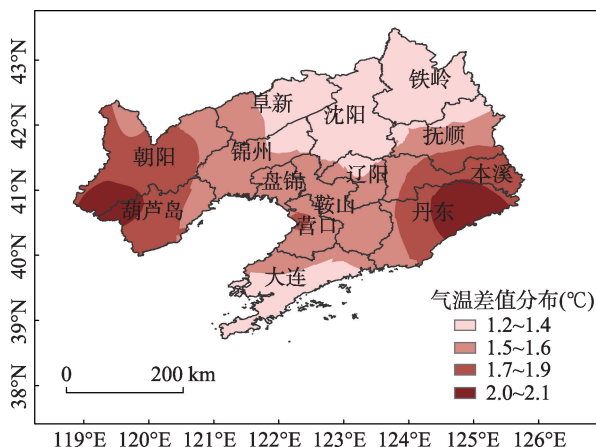 43°N
42°N
41°N
40°N
39°N
38°N
铁岭
阜新
沈阳
抚顺
朝阳
锦州
辽阳
本溪
盘锦
葫芦岛
鞍山
丹东
营口
大连
气温差值分布(℃)
1.2~1.4
1.5~1.6
1.7~1.9
2.0~2.1
0 200 km
119°E 120°E 121°E 122°E 123°E 124°E 125°E 126°E